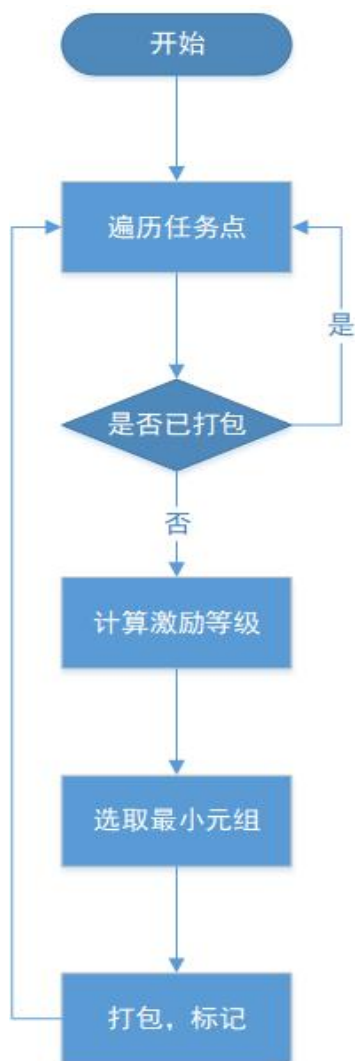 开始
遍历任务点
是
是否已打包
否
计算激励等级
选取最小元组
打包，标记